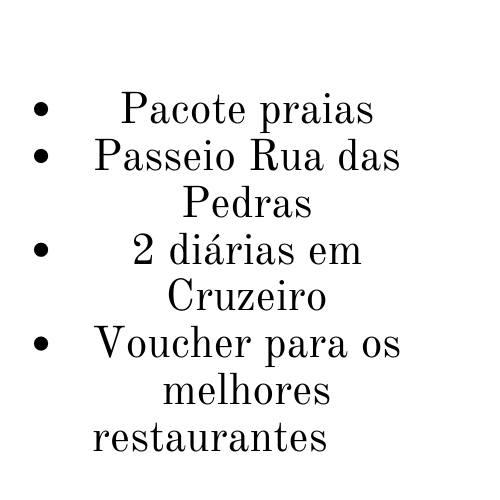 • Pacote praias
• Passeio Rua das
Pedras
• 2 diárias em
Cruzeiro
• Voucher para os
melhores
restaurantes